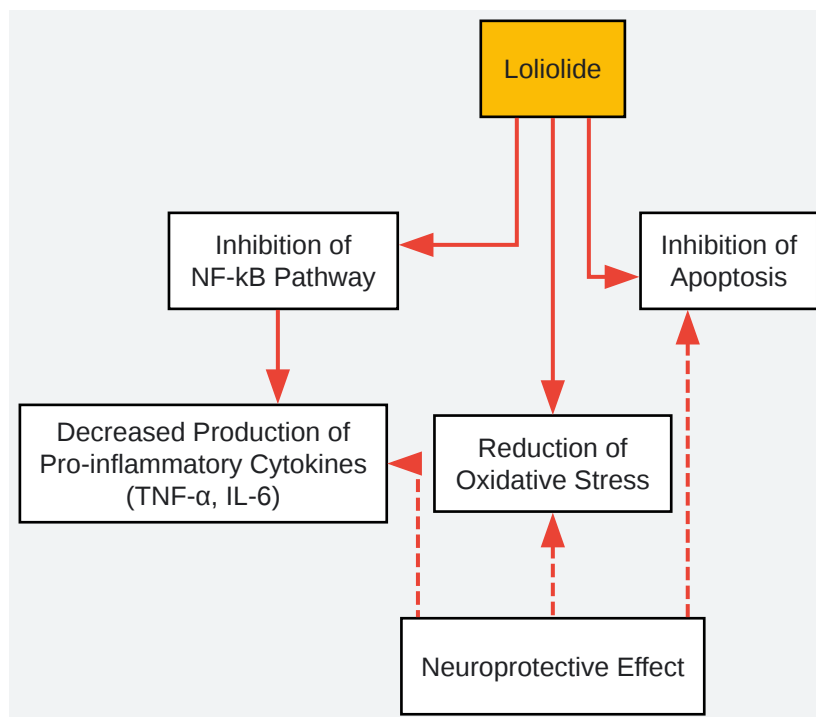 Loliolide
Inhibition of
NF-kB Pathway
Inhibition of
Apoptosis
Decreased Production of
Pro-inflammatory Cytokines
(TNF-α, IL-6)
Reduction of
Oxidative Stress
Neuroprotective Effect